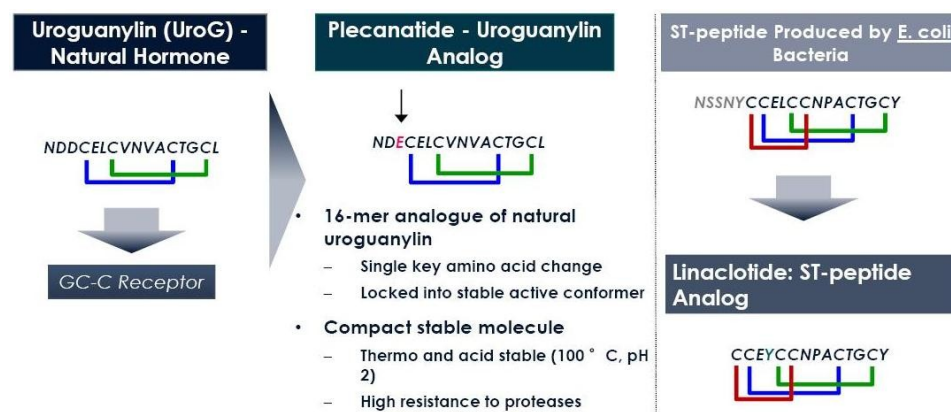 Uroguanylin (UroG) -
Natural Hormone
NDDCELCVNVACTGCL
GC-C Receptor
Plecanatide - Uroguanylin
Analog
NDECELCVNVACTGCL
• 16-mer analogue of natural
uroguanylin
– Single key amino acid change
– Locked into stable active conformer
• Compact stable molecule
– Thermo and acid stable (100 ° C, pH
2)
– High resistance to proteases
ST-peptide Produced by E. coli
Bacteria
NSSNYCCELCCNPACTGCY
Linaclotide: ST-peptide
Analog
CCEYCCNPACTGCY